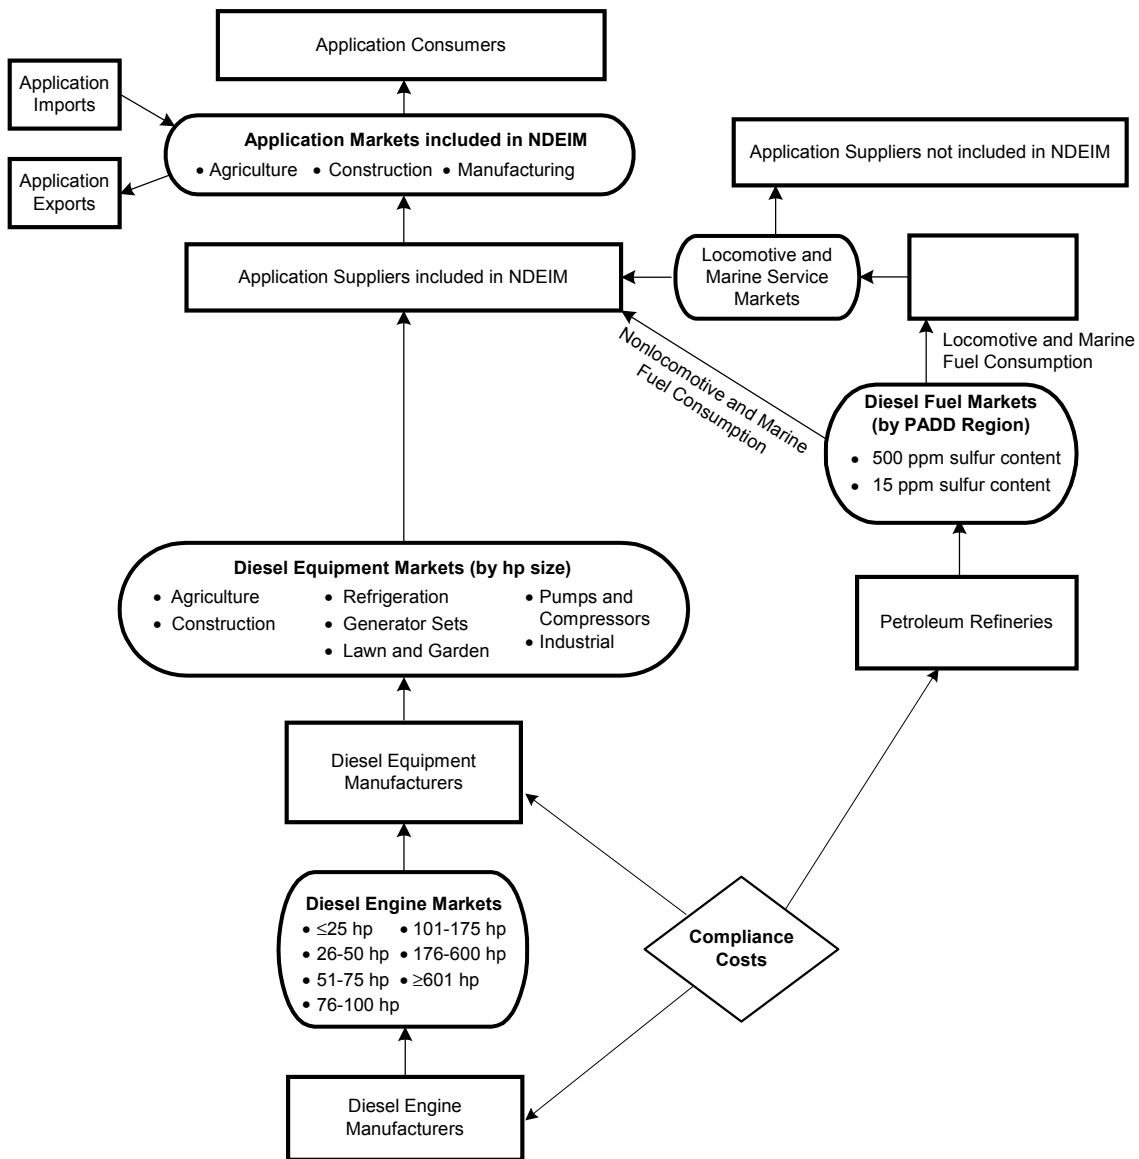 Application Consumers
Application
Imports
Application Markets included in NDEIM
• Agriculture • Construction • Manufacturing
Application
Exports
Application Suppliers not included in NDEIM
Application Suppliers included in NDEIM
Locomotive and
Marine Service
Markets
Nonlocomotive and Marine
Fuel Consumption
Locomotive and Marine
Fuel Consumption
Diesel Fuel Markets
(by PADD Region)
• 500 ppm sulfur content
• 15 ppm sulfur content
Diesel Equipment Markets (by hp size)
• Agriculture
• Construction
• Refrigeration
• Generator Sets
• Lawn and Garden
• Pumps and
Compressors
• Industrial
Petroleum Refineries
Diesel Equipment
Manufacturers
Diesel Engine Markets
• ≤25 hp • 101-175 hp
• 26-50 hp • 176-600 hp
• 51-75 hp • ≥601 hp
• 76-100 hp
Compliance
Costs
Diesel Engine
Manufacturers